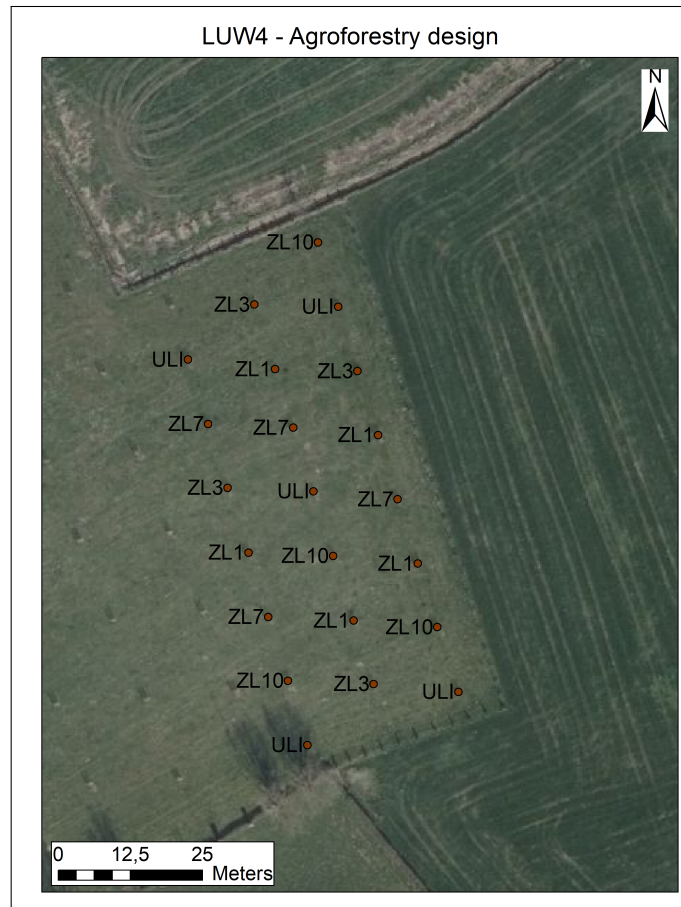 LUW4 - Agroforestry design
N
ZL10
ZL3 ULI
ULI ZL1 ZL3
ZL7 ZL7 ZL1
ZL3 ULI ZL7
ZL1 ZL10 ZL1
ZL7 ZL1 ZL10
ZL10 ZL3 ULI
ULI
0 12,5 25
Meters